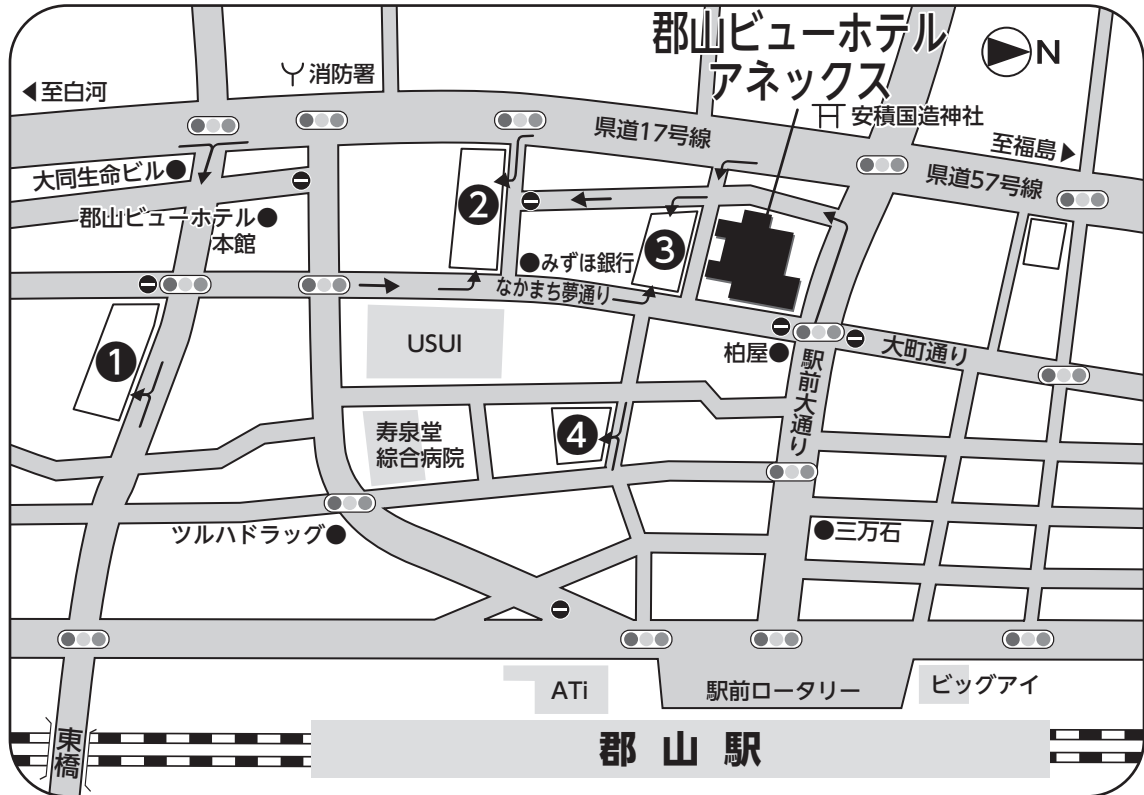 郡山ビューホテル
アネックス
N
消防署
◀至白河
安積国造神社
県道17号線
至福島▶
大同生命ビル●
県道57号線
郡山ビューホテル●
本館
❷
❸
●みずほ銀行
なかまち夢通り
USUI
❶
柏屋●
大町通り
駅前大通り
寿泉堂
綜合病院
❹
ツルハドラッグ●
●三万石
ATi
駅前ロータリー
ビッグアイ
東橋
郡山駅